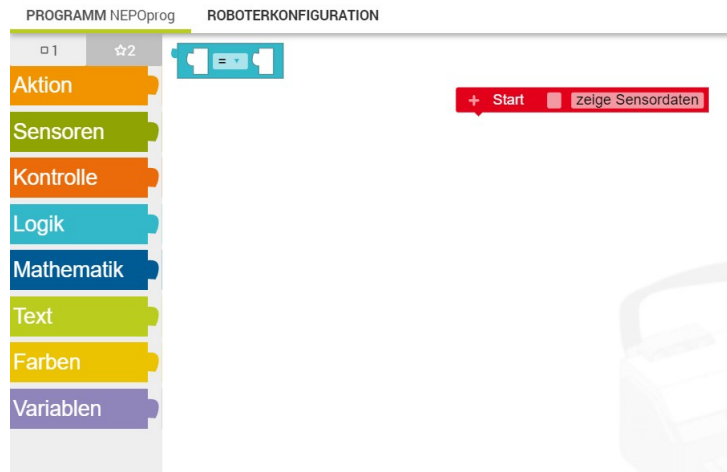 PROGRAMM NEPOprog ROBOTERKONFIGURATION
1 2
=
Aktion
+ Start zeige Sensordaten
Sensoren
Kontrolle
Logik
Mathematik
Text
Farben
Variablen